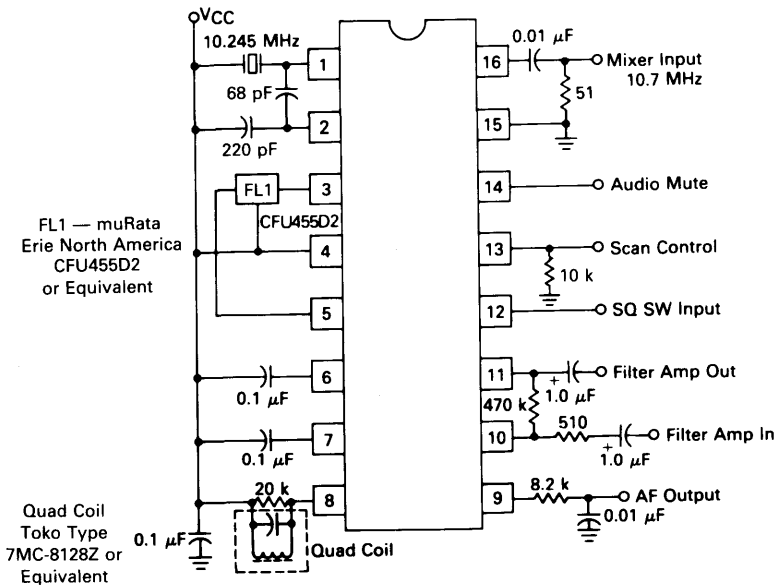 VCC
10.245 MHz
68 pF
220 pF
1
2
FL1
3
CFU455D2
4
5
FL1 — muRata
Erie North America
CFU455D2
or Equivalent
0.1 μF
6
0.1 μF
7
20 k
8
Quad Coil
Toko Type
7MC-8128Z or
Equivalent
0.1 μF
Quad Coil
16
0.01 μF
Mixer Input
10.7 MHz
51
15
14
Audio Mute
13
Scan Control
10 k
12
SQ SW Input
11
+
1.0 μF
Filter Amp Out
470 k
10
510
+
1.0 μF
Filter Amp In
9
8.2 k
AF Output
0.01 μF